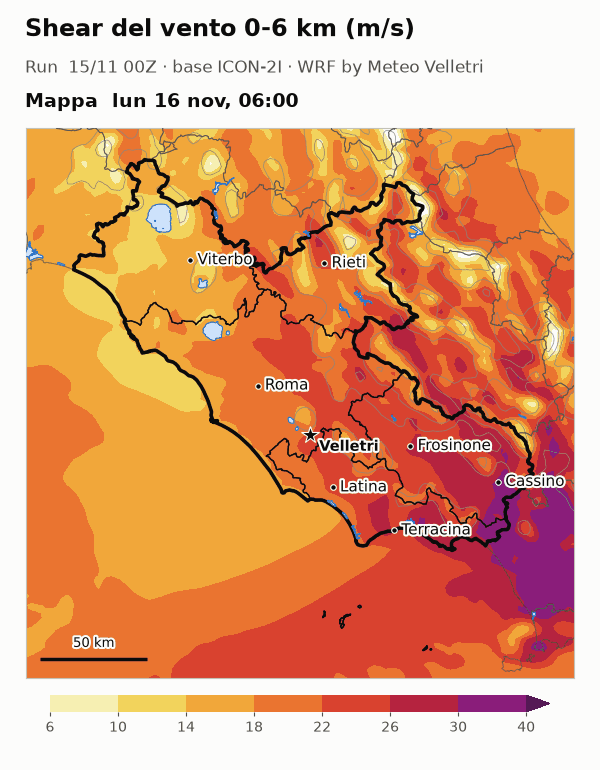 Shear del vento 0-6 km (m/s)
Run  15/11 00Z · base ICON-2I · WRF by Meteo Velletri
Mappa  lun 16 nov, 06:00
Viterbo
Rieti
Roma
Velletri
Frosinone
Cassino
Latina
Terracina
50 km
6 10 14 18 22 26 30 40